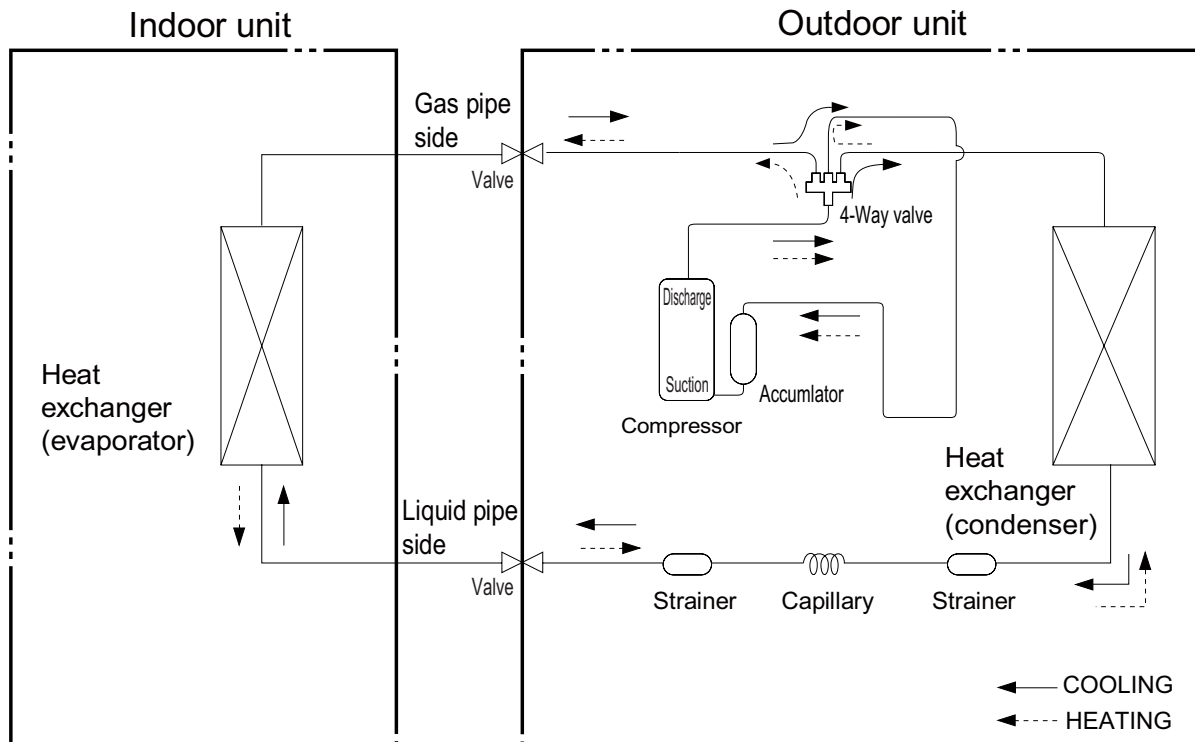 Indoor unit
Outdoor unit
Gas pipe
side
Valve
4-Way valve
Discharge
Suction
Accumlator
Compressor
Heat
exchanger
(evaporator)
Heat
exchanger
(condenser)
Liquid pipe
side
Valve
Strainer
Capillary
Strainer
COOLING
HEATING